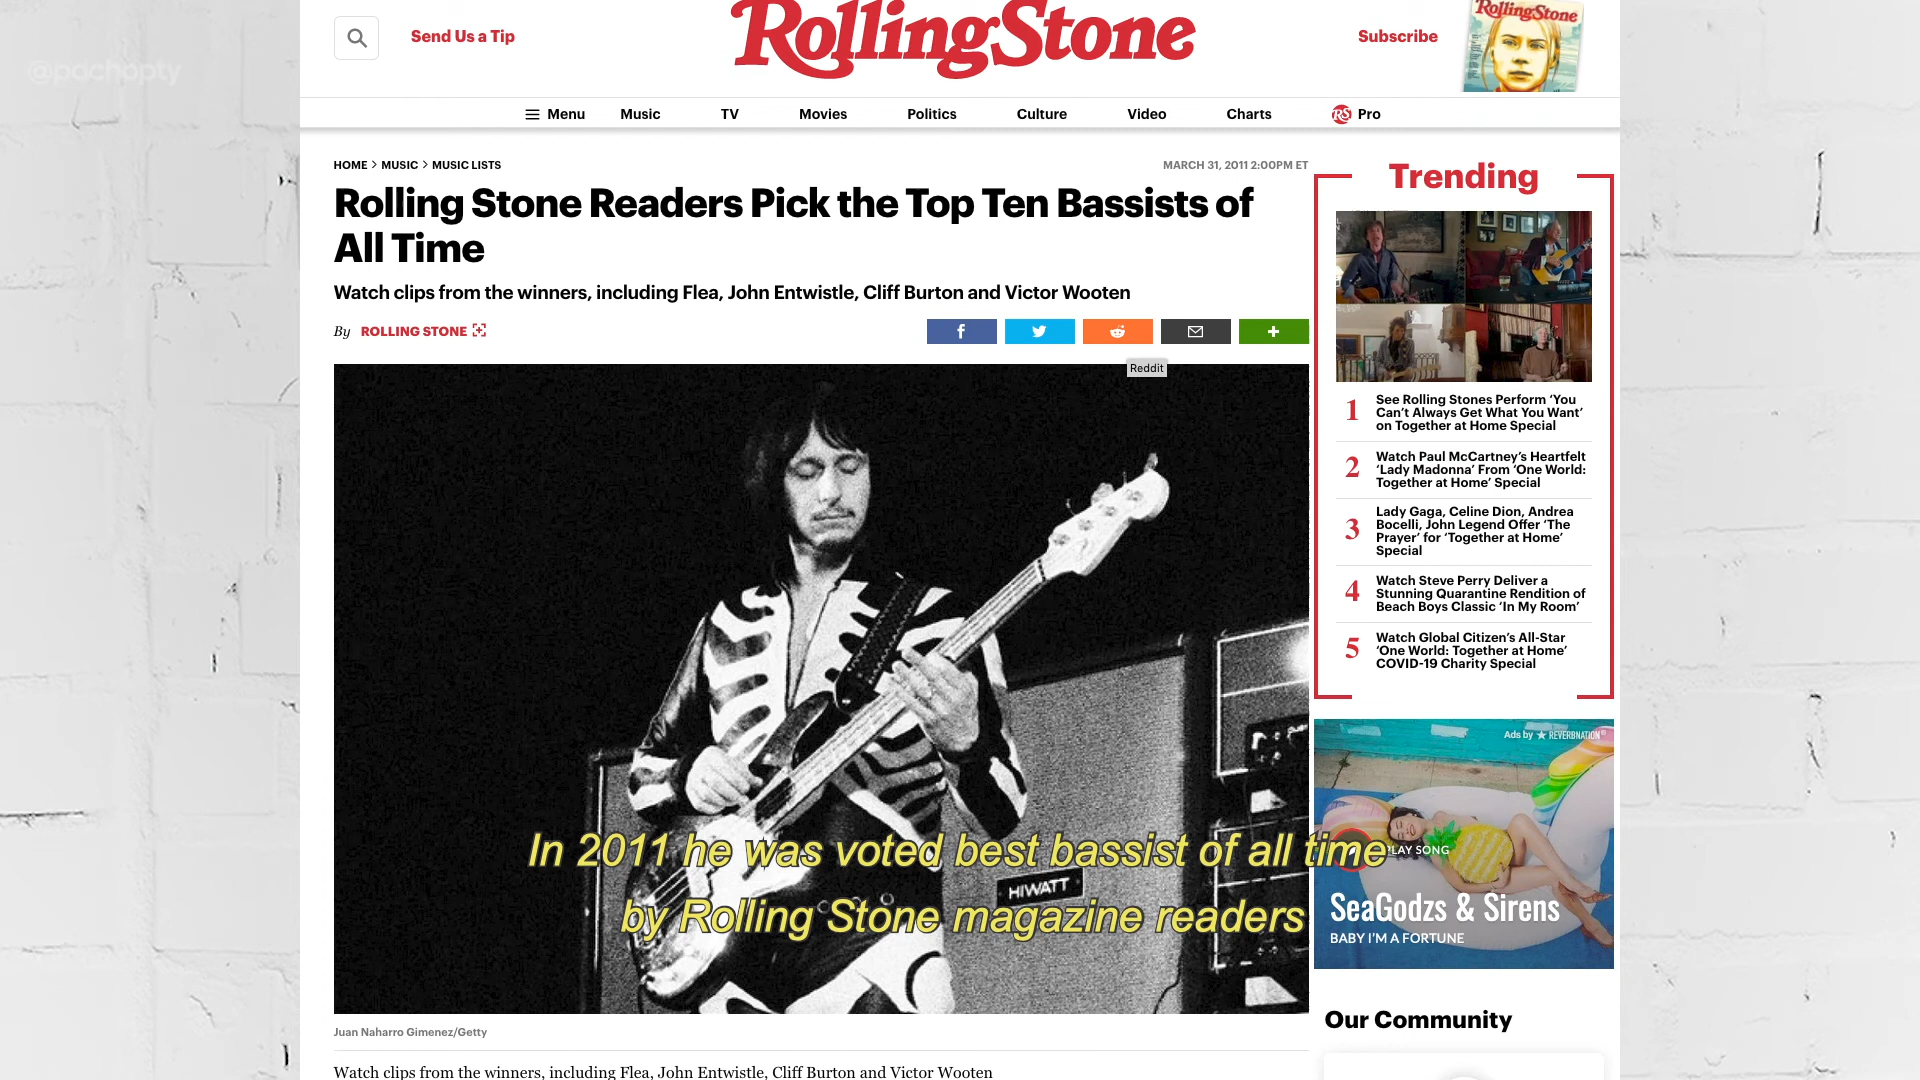 @pachopty
Send Us a Tip
RollingStone
Subscribe
RollingStone
Menu
Music
TV
Movies
Politics
Culture
Video
Charts
RS Pro
HOME > MUSIC > MUSIC LISTS
MARCH 31, 2011 2:00PM ET
Rolling Stone Readers Pick the Top Ten Bassists of
All Time
Watch clips from the winners, including Flea, John Entwistle, Cliff Burton and Victor Wooten
By ROLLING STONE
Reddit
HIWATT
In 2011 he was voted best bassist of all time
by Rolling Stone magazine readers
Juan Naharro Gimenez/Getty
Watch clips from the winners, including Flea, John Entwistle, Cliff Burton and Victor Wooten
Trending
1
See Rolling Stones Perform ‘You
Can’t Always Get What You Want’
on Together at Home Special
2
Watch Paul McCartney’s Heartfelt
‘Lady Madonna’ From ‘One World:
Together at Home’ Special
3
Lady Gaga, Celine Dion, Andrea
Bocelli, John Legend Offer ‘The
Prayer’ for ‘Together at Home’
Special
4
Watch Steve Perry Deliver a
Stunning Quarantine Rendition of
Beach Boys Classic ‘In My Room’
5
Watch Global Citizen’s All-Star
‘One World: Together at Home’
COVID-19 Charity Special
Ads by REVERBNATION
PLAY SONG
SeaGodzs & Sirens
BABY I’M A FORTUNE
Our Community